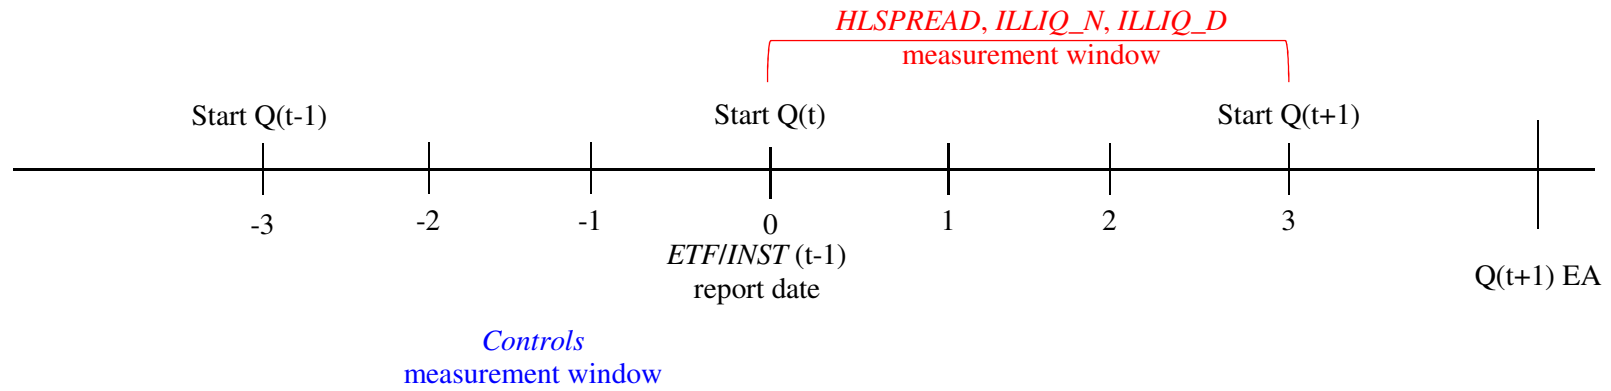 HLSPREAD, ILLIQ_N, ILLIQ_D
measurement window
Start Q(t-1)
Start Q(t)
Start Q(t+1)
-3
-2
-1
0
1
2
3
ETF/INST (t-1)
report date
Q(t+1) EA
Controls
measurement window